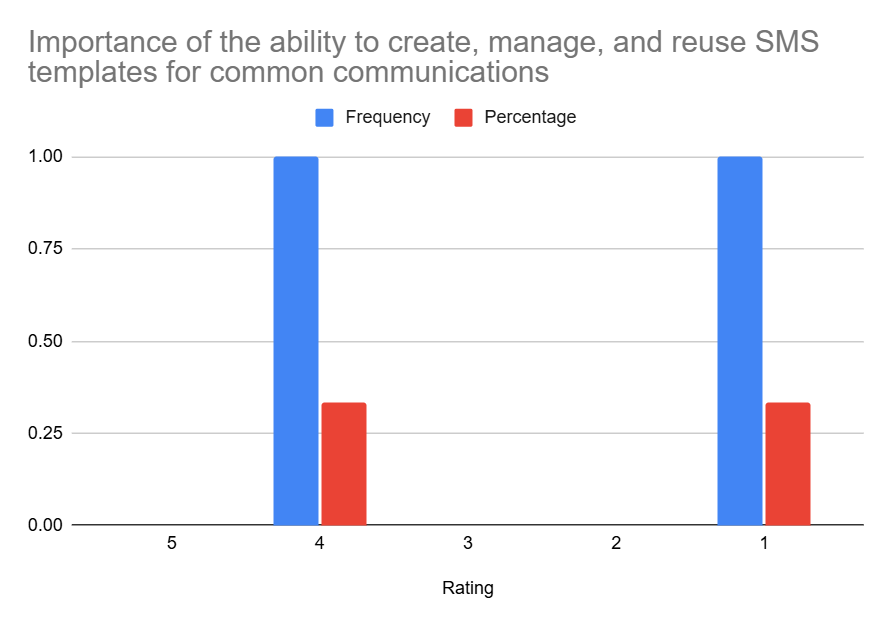 Importance of the ability to create, manage, and reuse SMS
templates for common communications
Frequency Percentage
1.00
0.75
0.50
0.25
0.00
5 4 3 2 1
Rating